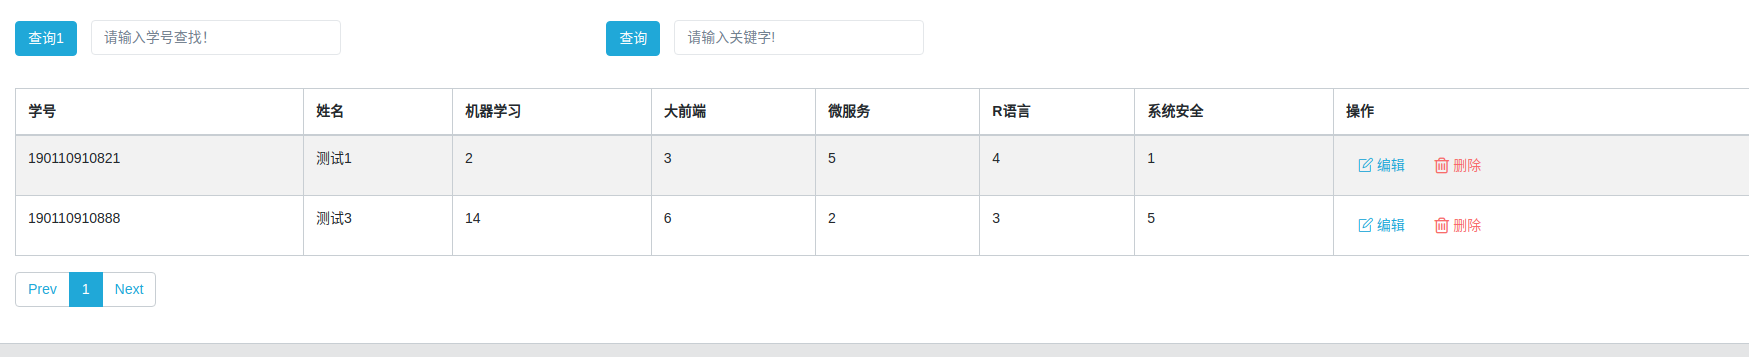 查询1 请输入学号查找! 查询 请输入关键字!
学号 姓名 机器学习 大前端 微服务 R语言 系统安全 操作
190110910821 测试1 2 3 5 4 1 编辑 删除
190110910888 测试3 14 6 2 3 5 编辑 删除
Prev 1 Next